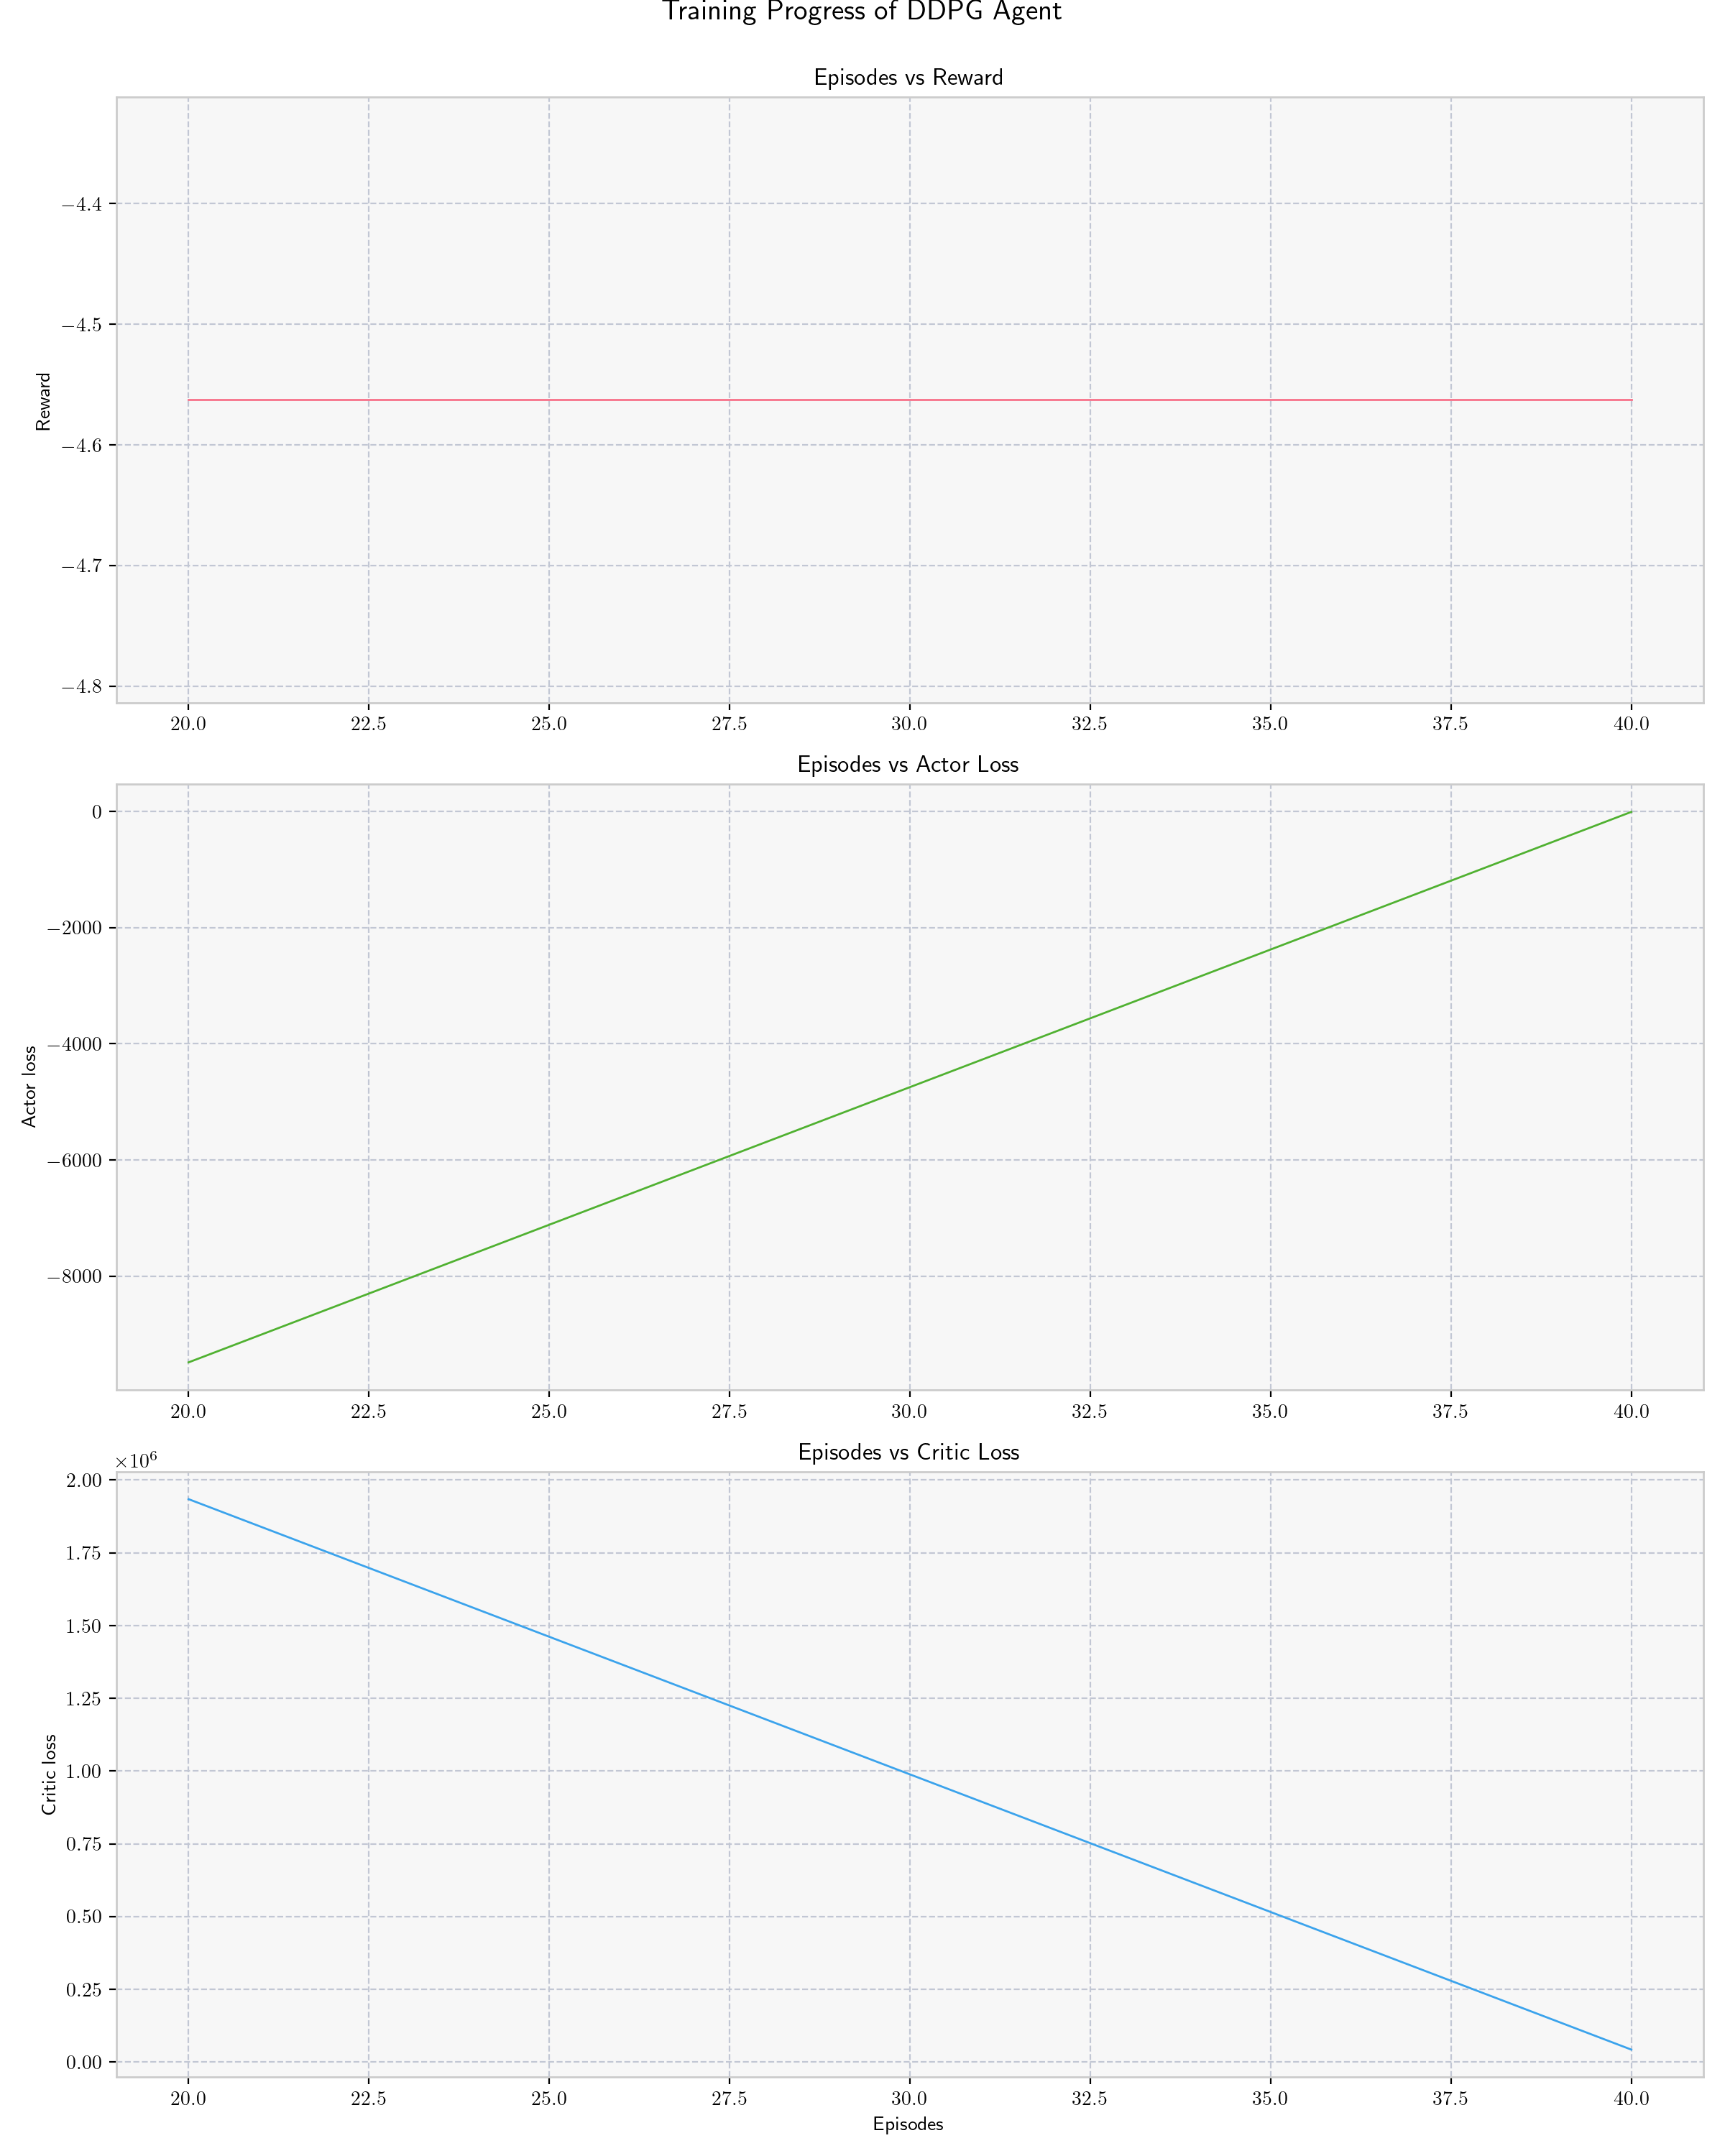 Training Progress of DDPG Agent
Episodes vs Reward
Reward
−4.4
−4.5
−4.6
−4.7
−4.8
20.0 22.5 25.0 27.5 30.0 32.5 35.0 37.5 40.0
Episodes vs Actor Loss
Actor loss
0
−2000
−4000
−6000
−8000
20.0 22.5 25.0 27.5 30.0 32.5 35.0 37.5 40.0
Episodes vs Critic Loss
×10⁶
Critic loss
2.00
1.75
1.50
1.25
1.00
0.75
0.50
0.25
0.00
20.0 22.5 25.0 27.5 30.0 32.5 35.0 37.5 40.0
Episodes